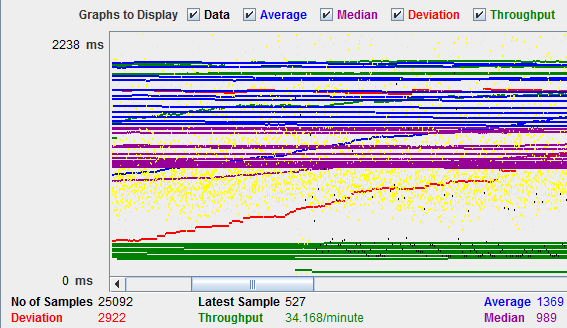 Graphs to Display Data Average Median Deviation Throughput
2238 ms
0 ms
No of Samples 25092 Latest Sample 527 Average 1369
Deviation 2922 Throughput 34.168/minute Median 989